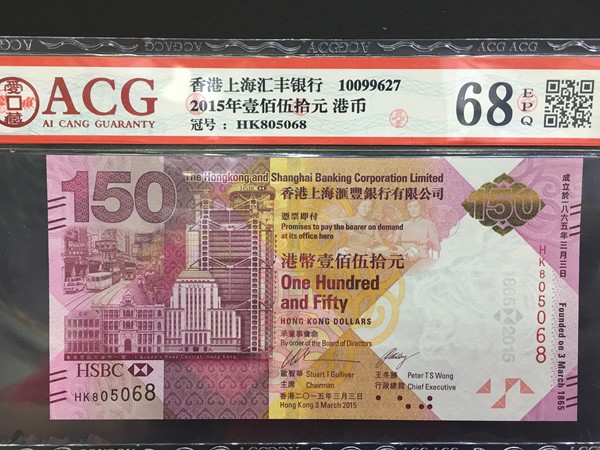 ACG
AI CANG GUARANTY
香港上海汇丰银行 10099627
2015年壹佰伍拾元 港币
冠号：HK805068
68
EPQ
150
The Hongkong and Shanghai Banking Corporation Limited
香港上海滙豐銀行有限公司
憑票即付
Promises to pay the bearer on demand
at its office here
港幣壹佰伍拾元
One Hundred
and Fifty
HONG KONG DOLLARS
承董事會命
By order of the Board of Directors
歐智華 Stuart T Gulliver
主席 Chairman
王冬勝 Peter T S Wong
行政總裁 Chief Executive
香港二〇一五年三月三日
Hong Kong 3 March 2015
150
HK805068
成立於一八六五年三月三日
Founded on 3 March 1865
1 Queen's Road Central, Hong Kong
HSBC
HK805068